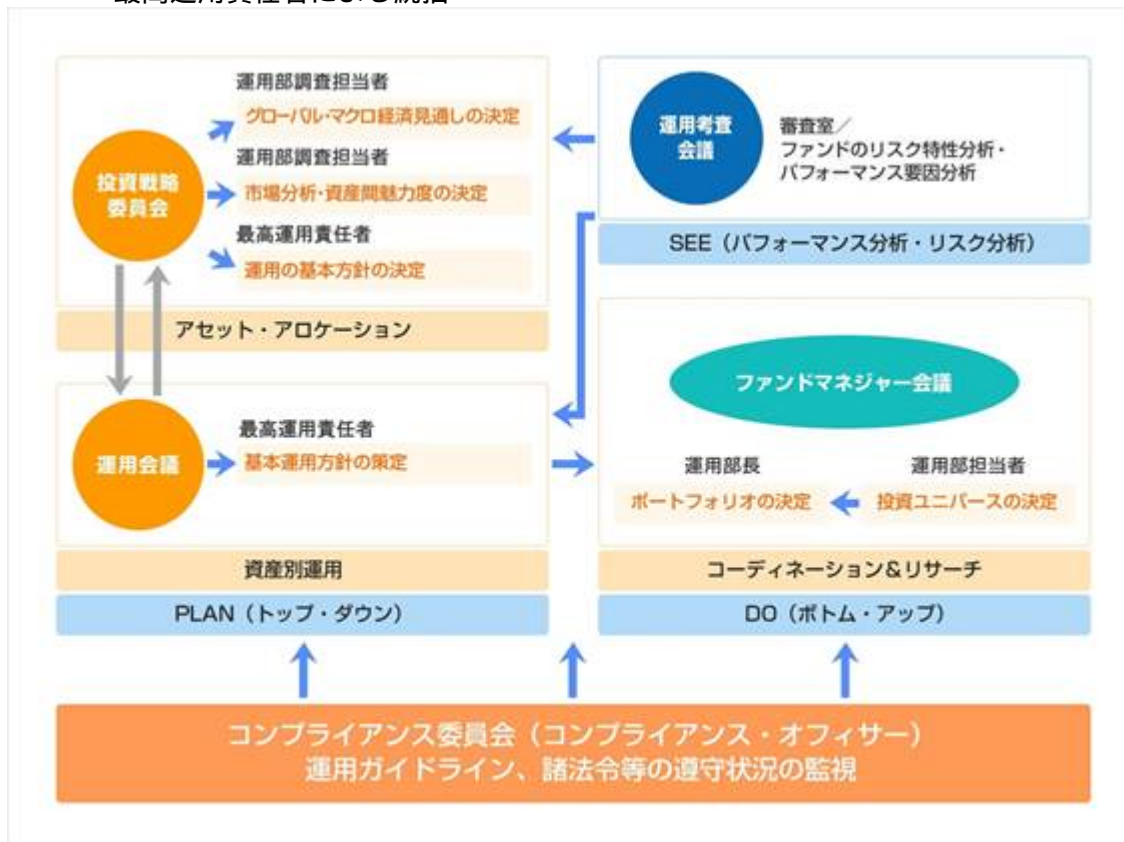 最高運用責任者による統括
運用部調査担当者
グローバル・マクロ経済見通しの決定
運用部調査担当者
市場分析・資産間魅力度の決定
最高運用責任者
運用の基本方針の決定
投資戦略
委員会
アセット・アロケーション
運用考査
会議
審査室／
ファンドのリスク特性分析・
パフォーマンス要因分析
SEE（パフォーマンス分析・リスク分析）
運用会議
最高運用責任者
基本運用方針の策定
資産別運用
PLAN（トップ・ダウン）
ファンドマネジャー会議
運用部長
ポートフォリオの決定
運用部担当者
投資ユニバースの決定
コーディネーション＆リサーチ
DO（ボトム・アップ）
コンプライアンス委員会（コンプライアンス・オフィサー）
運用ガイドライン、諸法令等の遵守状況の監視